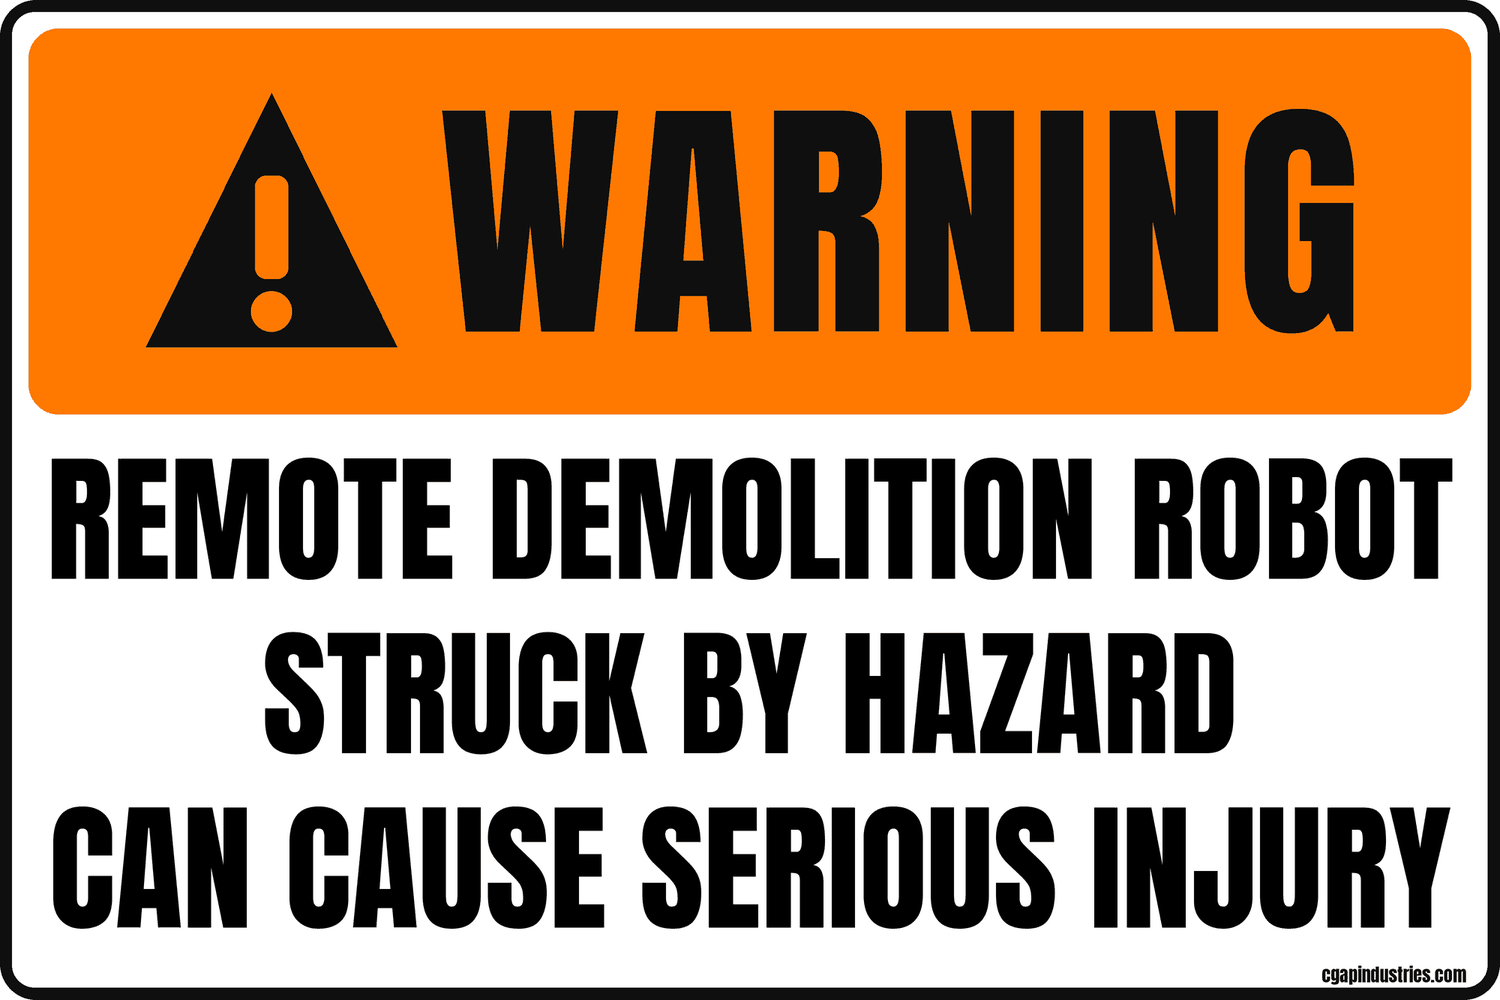 WARNING
REMOTE DEMOLITION ROBOT
STRUCK BY HAZARD
CAN CAUSE SERIOUS INJURY
cgapindustries.com